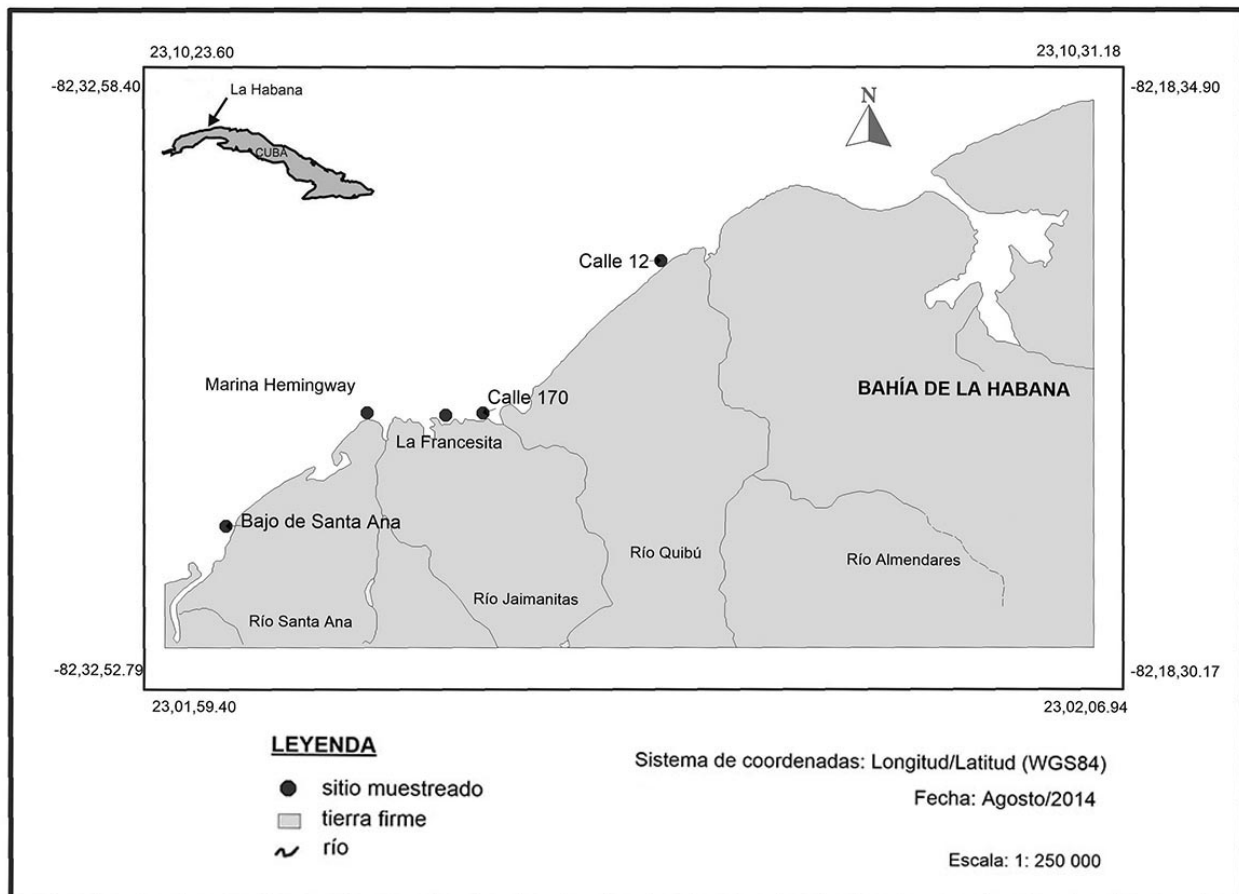 23,10,23.60
23,10,31.18
-82,32,58.40
-82,18,34.90
La Habana
CUBA
N
Calle 12
BAHÍA DE LA HABANA
Marina Hemingway
Calle 170
La Francesita
Bajo de Santa Ana
Río Quibú
Río Almendares
Río Jaimanitas
Río Santa Ana
-82,32,52.79
-82,18,30.17
23,01,59.40
23,02,06.94
LEYENDA
sitio muestreado
tierra firme
río
Sistema de coordenadas: Longitud/Latitud (WGS84)
Fecha: Agosto/2014
Escala: 1: 250 000